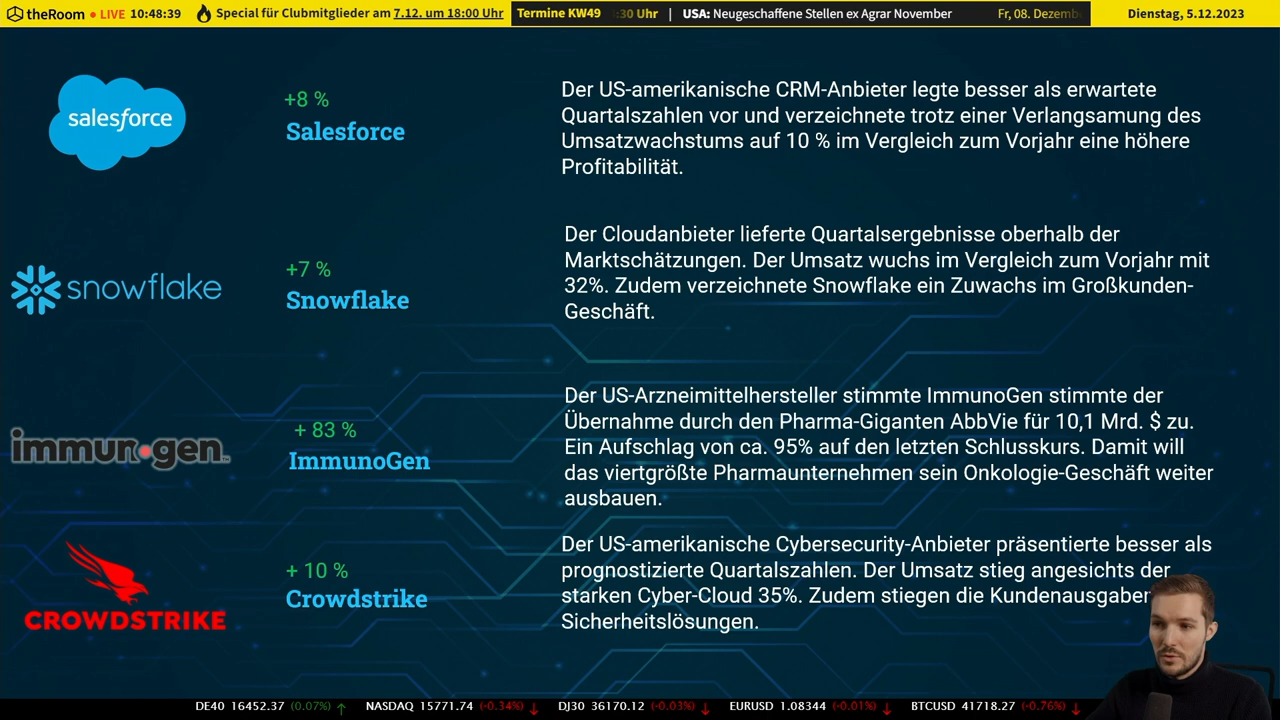 theRoom • LIVE 10:48:39 Special für Clubmitglieder am 7.12. um 18:00 Uhr Termine KW49 :30 Uhr | USA: Neugeschaffene Stellen ex Agrar November Fr, 08. Dezemb Dienstag, 5.12.2023
salesforce
+8 %
Salesforce
Der US-amerikanische CRM-Anbieter legte besser als erwartete
Quartalszahlen vor und verzeichnete trotz einer Verlangsamung des
Umsatzwachstums auf 10 % im Vergleich zum Vorjahr eine höhere
Profitabilität.
snowflake
+7 %
Snowflake
Der Cloudanbieter lieferte Quartalsergebnisse oberhalb der
Marktschätzungen. Der Umsatz wuchs im Vergleich zum Vorjahr mit
32%. Zudem verzeichnete Snowflake ein Zuwachs im Großkunden-
Geschäft.
immunogen
+ 83 %
ImmunoGen
Der US-Arzneimittelhersteller stimmte ImmunoGen stimmte der
Übernahme durch den Pharma-Giganten AbbVie für 10,1 Mrd. $ zu.
Ein Aufschlag von ca. 95% auf den letzten Schlusskurs. Damit will
das viertgrößte Pharmaunternehmen sein Onkologie-Geschäft weiter
ausbauen.
CROWDSTRIKE
+ 10 %
Crowdstrike
Der US-amerikanische Cybersecurity-Anbieter präsentierte besser als
prognostizierte Quartalszahlen. Der Umsatz stieg angesichts der
starken Cyber-Cloud 35%. Zudem stiegen die Kundenausgaben
Sicherheitslösungen.
DE40 16452.37 (0.07%) ↑ NASDAQ 15771.74 (-0.34%) ↓ DJ30 36170.12 (-0.03%) ↓ EURUSD 1.08344 (-0.01%) ↓ BTCUSD 41718.27 (-0.76%) ↓